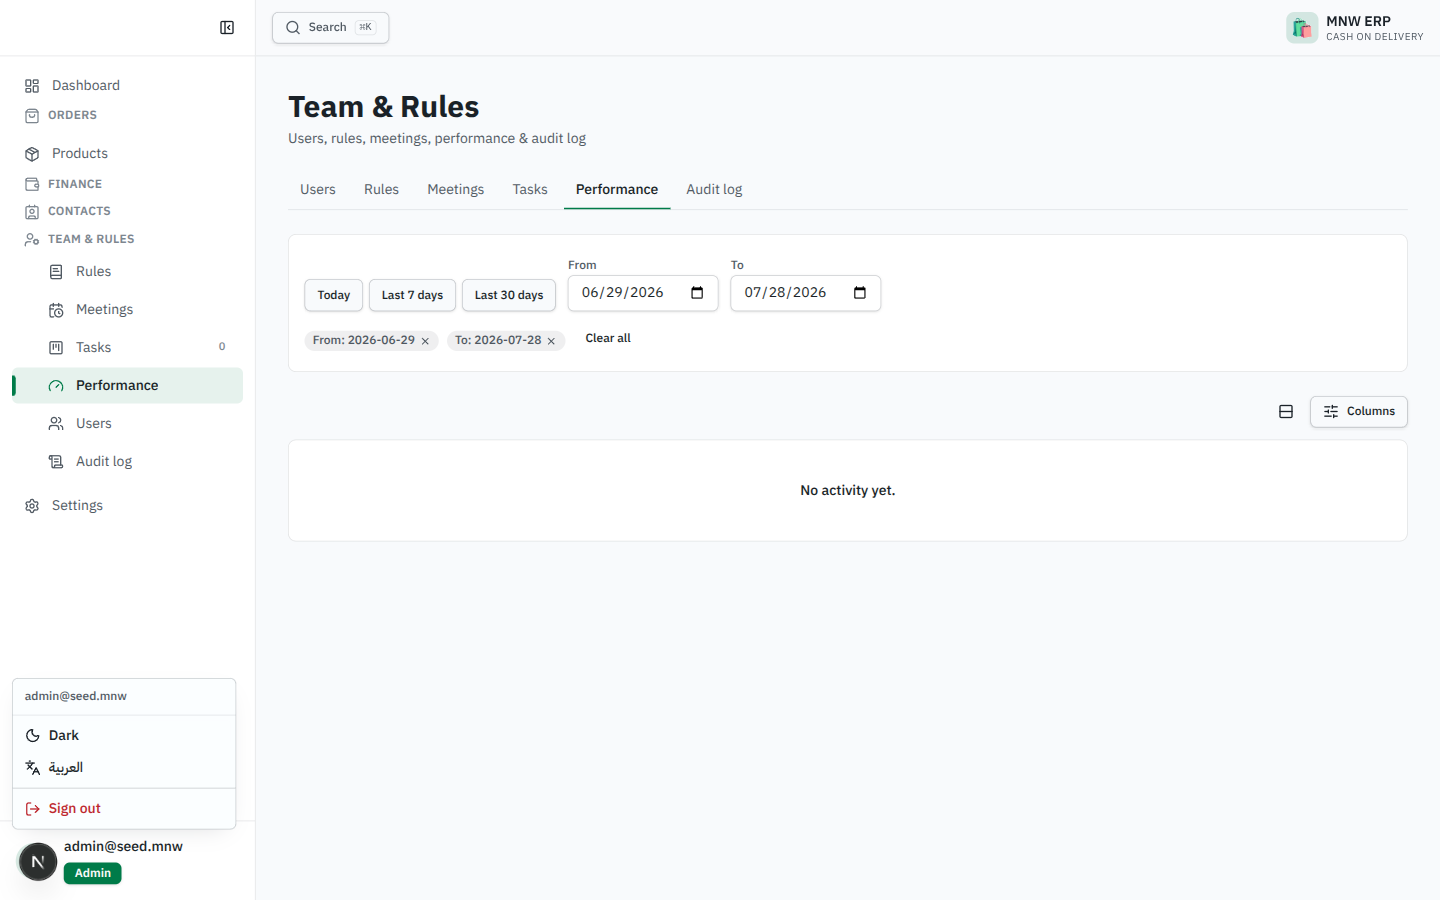 Search ⌘K
MNW ERP
CASH ON DELIVERY
Dashboard
ORDERS
Products
FINANCE
CONTACTS
TEAM & RULES
Rules
Meetings
Tasks 0
Performance
Users
Audit log
Settings
admin@seed.mnw
Dark
العربية
Sign out
N
admin@seed.mnw
Admin
Team & Rules
Users, rules, meetings, performance & audit log
Users Rules Meetings Tasks Performance Audit log
From To
Today Last 7 days Last 30 days 06/29/2026 07/28/2026
From: 2026-06-29 × To: 2026-07-28 × Clear all
Columns
No activity yet.